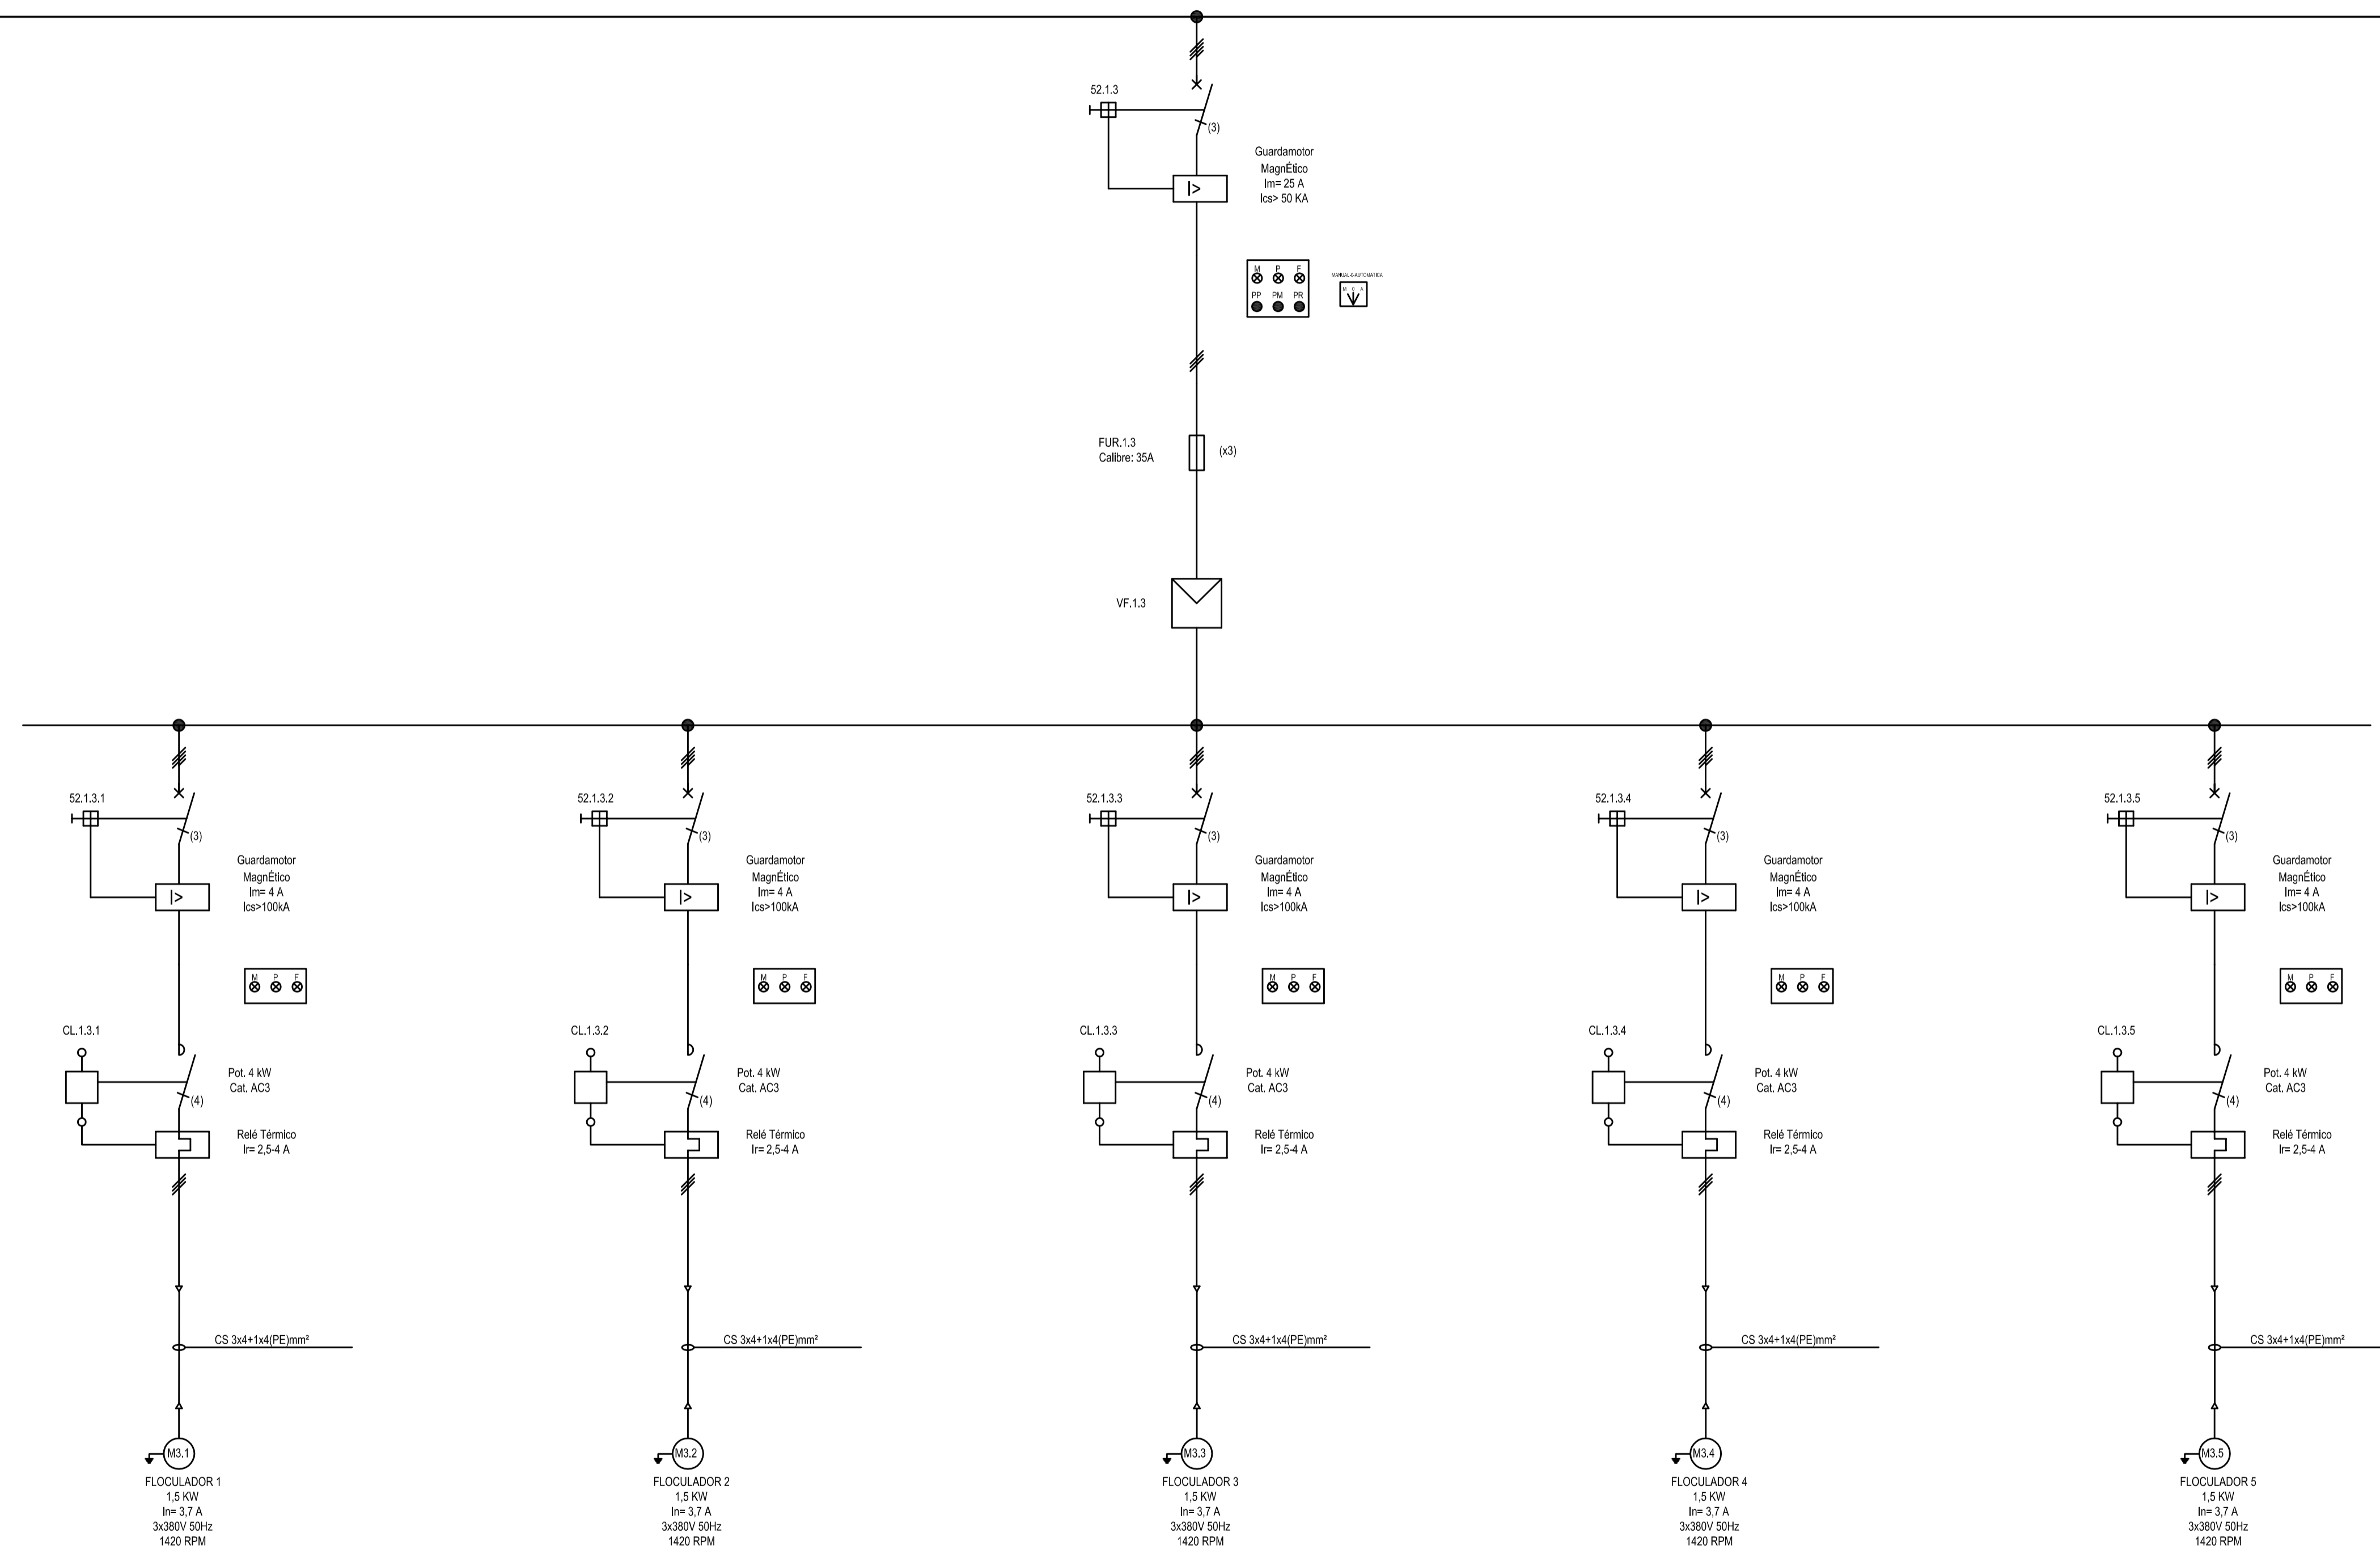 52.1.3
(3)
Guardamotor
MagnÉtico
Im= 25 A
Ics> 50 KA
I>
M P F
PP PM PR
MANUAL-0-AUTOMATICA
M 0 A
FUR.1.3
Calibre: 35A
(x3)
VF.1.3
52.1.3.1
(3)
Guardamotor
MagnÉtico
Im= 4 A
Ics>100kA
I>
M P F
CL.1.3.1
Pot. 4 kW
Cat. AC3
(4)
Relé Térmico
Ir= 2,5-4 A
CS 3x4+1x4(PE)mm²
M3.1
FLOCULADOR 1
1,5 KW
In= 3,7 A
3x380V 50Hz
1420 RPM
52.1.3.2
(3)
Guardamotor
MagnÉtico
Im= 4 A
Ics>100kA
I>
M P F
CL.1.3.2
Pot. 4 kW
Cat. AC3
(4)
Relé Térmico
Ir= 2,5-4 A
CS 3x4+1x4(PE)mm²
M3.2
FLOCULADOR 2
1,5 KW
In= 3,7 A
3x380V 50Hz
1420 RPM
52.1.3.3
(3)
Guardamotor
MagnÉtico
Im= 4 A
Ics>100kA
I>
M P F
CL.1.3.3
Pot. 4 kW
Cat. AC3
(4)
Relé Térmico
Ir= 2,5-4 A
CS 3x4+1x4(PE)mm²
M3.3
FLOCULADOR 3
1,5 KW
In= 3,7 A
3x380V 50Hz
1420 RPM
52.1.3.4
(3)
Guardamotor
MagnÉtico
Im= 4 A
Ics>100kA
I>
M P F
CL.1.3.4
Pot. 4 kW
Cat. AC3
(4)
Relé Térmico
Ir= 2,5-4 A
CS 3x4+1x4(PE)mm²
M3.4
FLOCULADOR 4
1,5 KW
In= 3,7 A
3x380V 50Hz
1420 RPM
52.1.3.5
(3)
Guardamotor
MagnÉtico
Im= 4 A
Ics>100kA
I>
M P F
CL.1.3.5
Pot. 4 kW
Cat. AC3
(4)
Relé Térmico
Ir= 2,5-4 A
CS 3x4+1x4(PE)mm²
M3.5
FLOCULADOR 5
1,5 KW
In= 3,7 A
3x380V 50Hz
1420 RPM